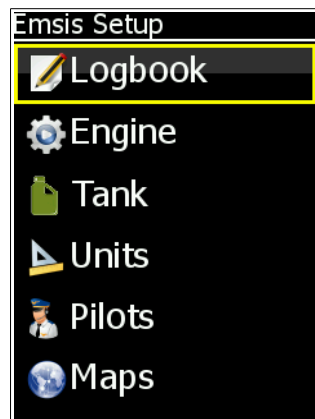 Emsis Setup
Logbook
Engine
Tank
Units
Pilots
Maps